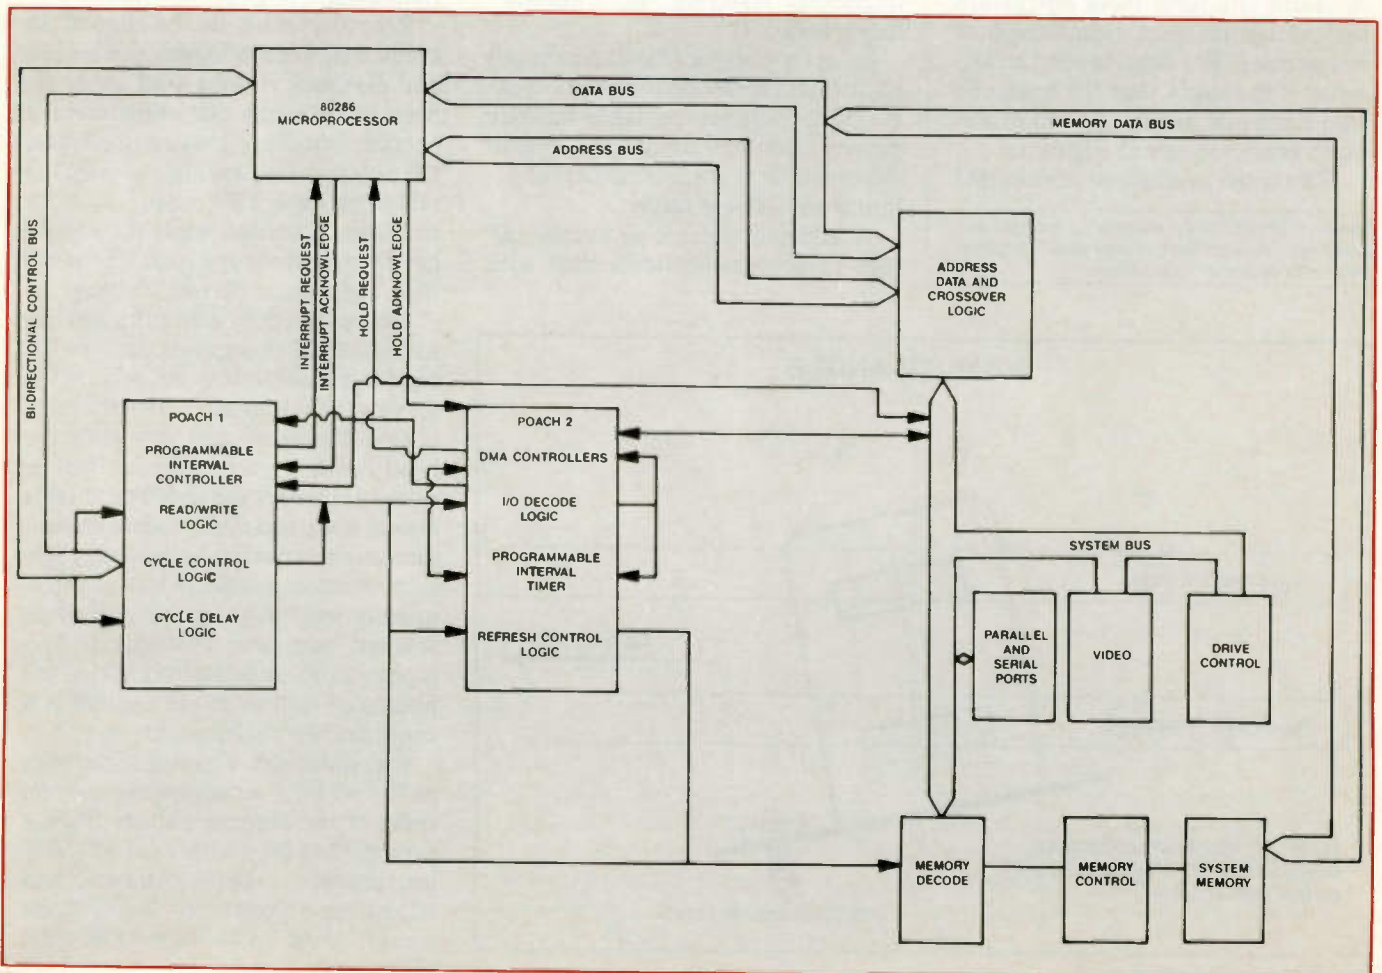 80286
MICROPROCESSOR
DATA BUS
MEMORY DATA BUS
ADDRESS BUS
BI-DIRECTIONAL CONTROL BUS
INTERRUPT REQUEST
INTERRUPT ACKNOWLEDGE
HOLD REQUEST
HOLD ADKNOWLEDGE
ADDRESS
DATA AND
CROSSOVER
LOGIC
POACH 1
PROGRAMMABLE
INTERVAL
CONTROLLER
READ/WRITE
LOGIC
CYCLE CONTROL
LOGIC
CYCLE DELAY
LOGIC
POACH 2
DMA CONTROLLERS
I/O DECODE
LOGIC
PROGRAMMABLE
INTERVAL
TIMER
REFRESH CONTROL
LOGIC
SYSTEM BUS
PARALLEL
AND
SERIAL
PORTS
VIDEO
DRIVE
CONTROL
MEMORY
DECODE
MEMORY
CONTROL
SYSTEM
MEMORY